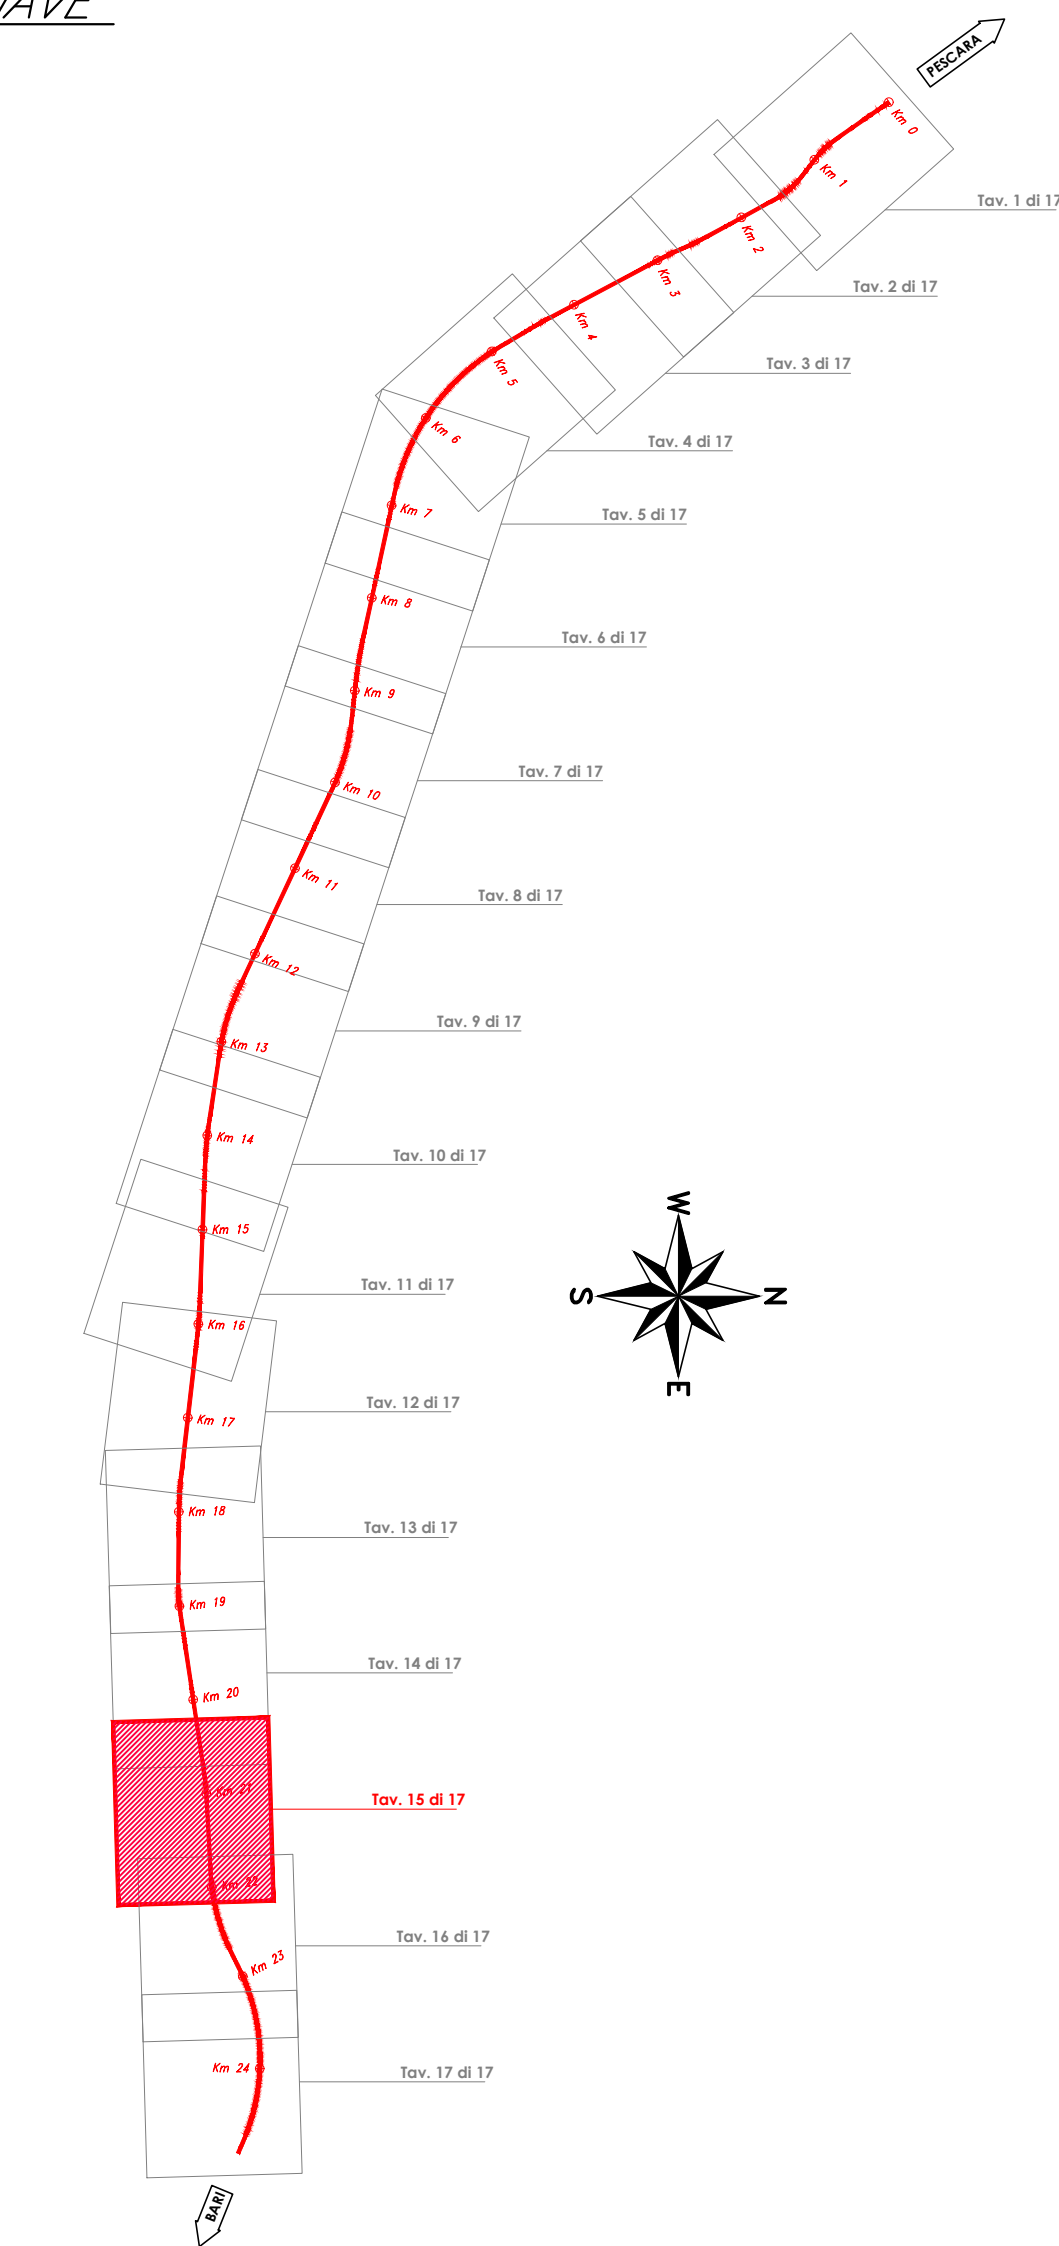 PESCARA
Km 0
Km 1
Tav. 1 di 17
Km 2
Km 3
Tav. 2 di 17
Km 4
Tav. 3 di 17
Km 5
Km 6
Tav. 4 di 17
Km 7
Tav. 5 di 17
Km 8
Tav. 6 di 17
Km 9
Tav. 7 di 17
Km 10
Km 11
Tav. 8 di 17
Km 12
Tav. 9 di 17
Km 13
Km 14
Tav. 10 di 17
W
Km 15
Tav. 11 di 17
S
N
Km 16
E
Tav. 12 di 17
Km 17
Km 18
Tav. 13 di 17
Km 19
Tav. 14 di 17
Km 20
Km 21
Tav. 15 di 17
Km 22
Tav. 16 di 17
Km 23
Km 24
Tav. 17 di 17
BARI